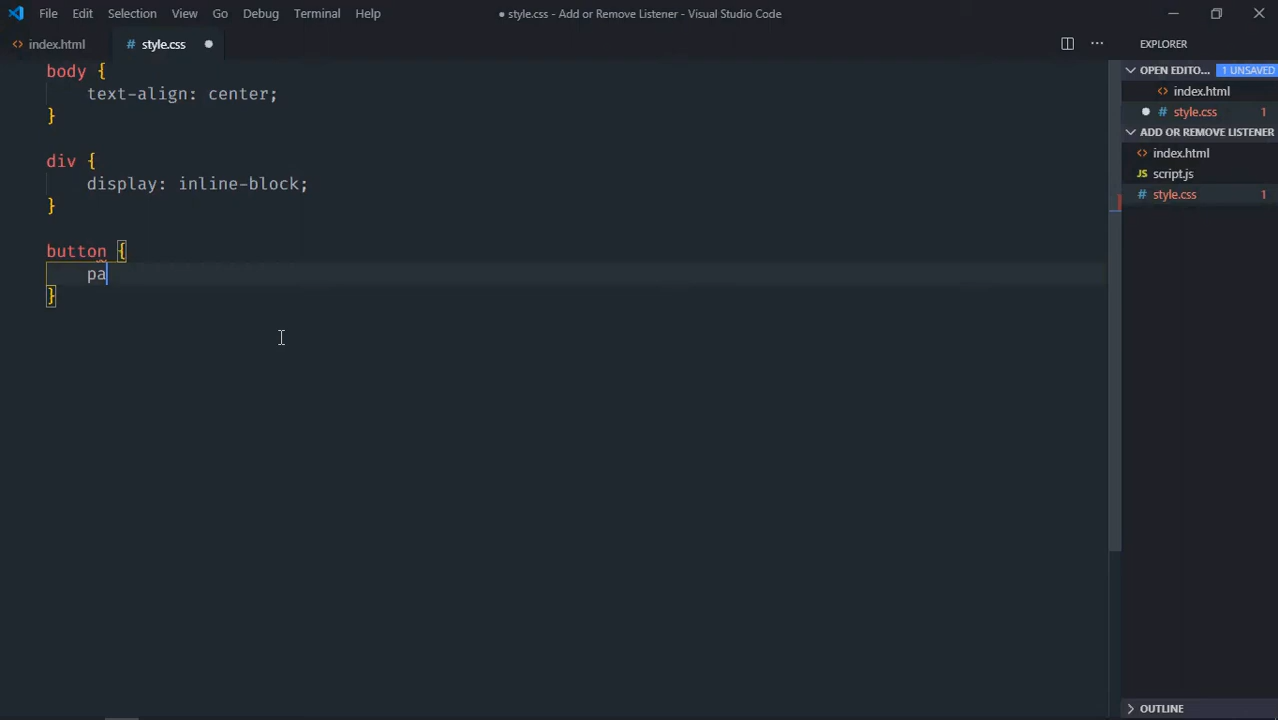 File Edit Selection View Go Debug Terminal Help
● style.css - Add or Remove Listener - Visual Studio Code
index.html
# style.css ●
body {
text-align: center;
}
div {
display: inline-block;
}
button {
pa
}
EXPLORER
OPEN EDITO... 1 UNSAVED
index.html
● # style.css 1
ADD OR REMOVE LISTENER
index.html
JS script.js
# style.css 1
OUTLINE